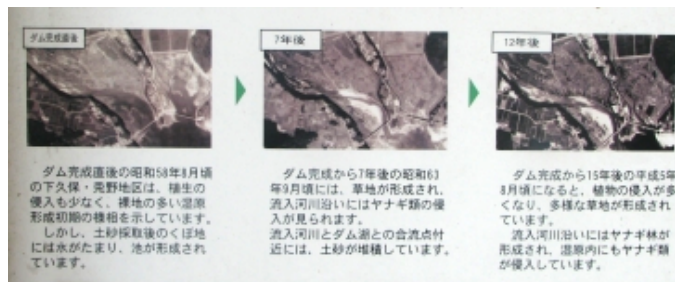 ダム完成直後
ダム完成直後の昭和58年8月頃
の下久保・兎野地区は、植生の
侵入も少なく、裸地の多い湿原
形成初期の様相を示しています。
しかし、土砂採取後のくぼ地
には水がたまり、池が形成され
ています。
7年後
ダム完成から7年後の昭和63
年9月頃には、草地が形成され、
流入河川沿いにはヤナギ類の侵
入が見られます。
流入河川とダム湖との合流点付
近には、土砂が堆積しています。
12年後
ダム完成から15年後の平成5年
8月頃になると、植物の侵入が多
くなり、多様な草地が形成され
ています。
流入河川沿いにはヤナギ林が
形成され、湿原内にもヤナギ類
が侵入しています。